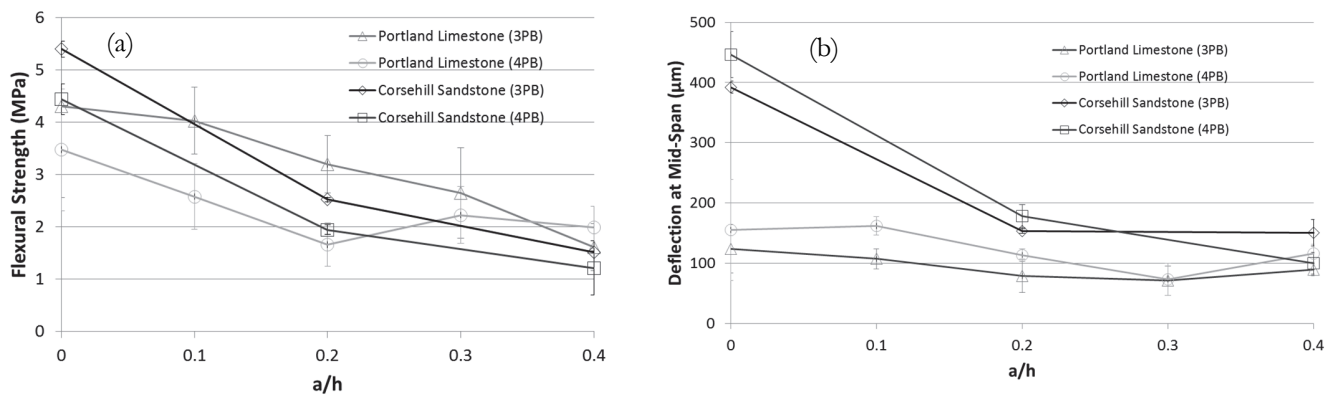 (a)
Flexural Strength (MPa)
6
5
4
3
2
1
0
Portland Limestone (3PB)
Portland Limestone (4PB)
Corsehill Sandstone (3PB)
Corsehill Sandstone (4PB)
0 0.1 0.2 0.3 0.4
a/h
(b)
Deflection at Mid-Span (μm)
500
400
300
200
100
0
Portland Limestone (3PB)
Portland Limestone (4PB)
Corsehill Sandstone (3PB)
Corsehill Sandstone (4PB)
0 0.1 0.2 0.3 0.4
a/h